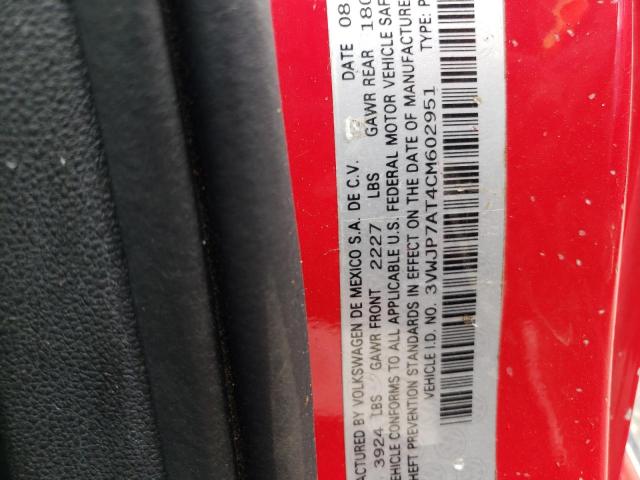 ACTURED BY VOLKSWAGEN DE MEXICO S.A. DE C.V. DATE 08
3924 LBS GAWR FRONT 2227 LBS GAWR REAR 180
VEHICLE CONFORMS TO ALL APPLICABLE U.S. FEDERAL MOTOR VEHICLE SAF
HEFT PREVENTION STANDARDS IN EFFECT ON THE DATE OF MANUFACTURE
VEHICLE I.D. NO. 3VWJP7AT4CM602951 TYPE: P